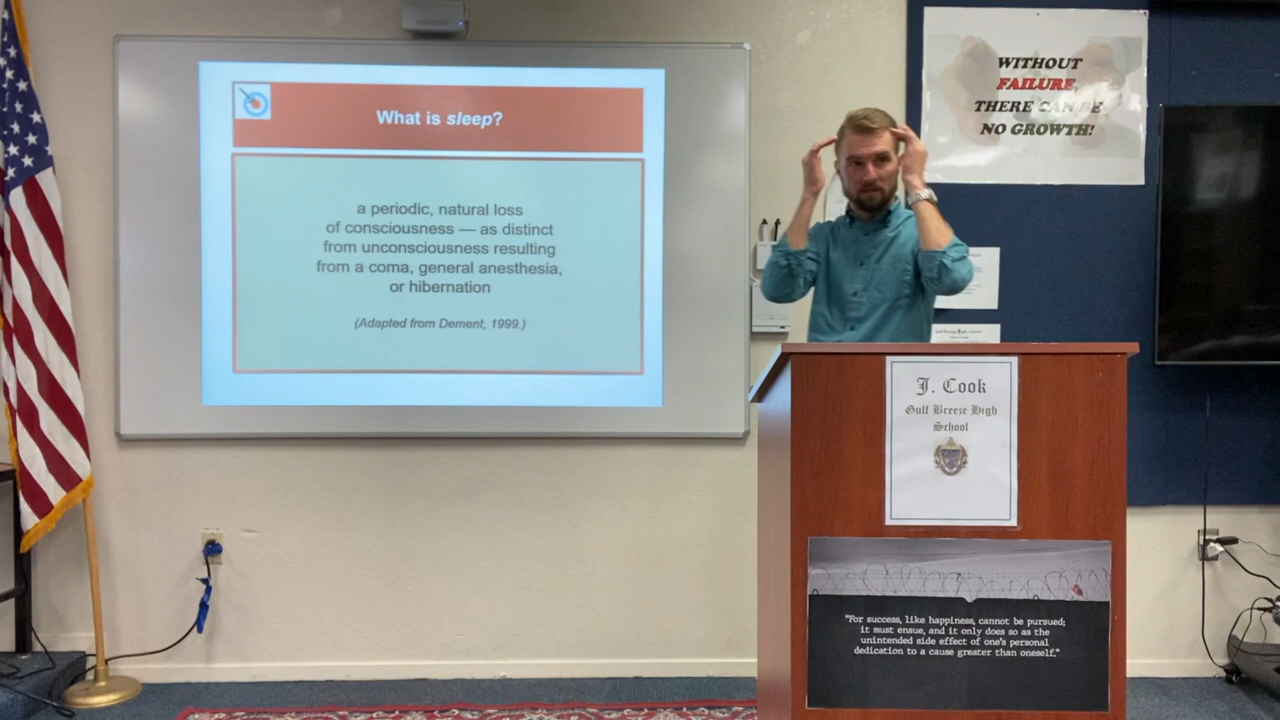 What is sleep?
a periodic, natural loss
of consciousness — as distinct
from unconsciousness resulting
from a coma, general anesthesia,
or hibernation
(Adapted from Dement, 1999.)
WITHOUT
FAILURE,
THERE CAN BE
NO GROWTH!
J. Cook
Gulf Breeze High
School
"For success, like happiness, cannot be pursued;
it must ensue, and it only does so as the
unintended side effect of one's personal
dedication to a cause greater than oneself."